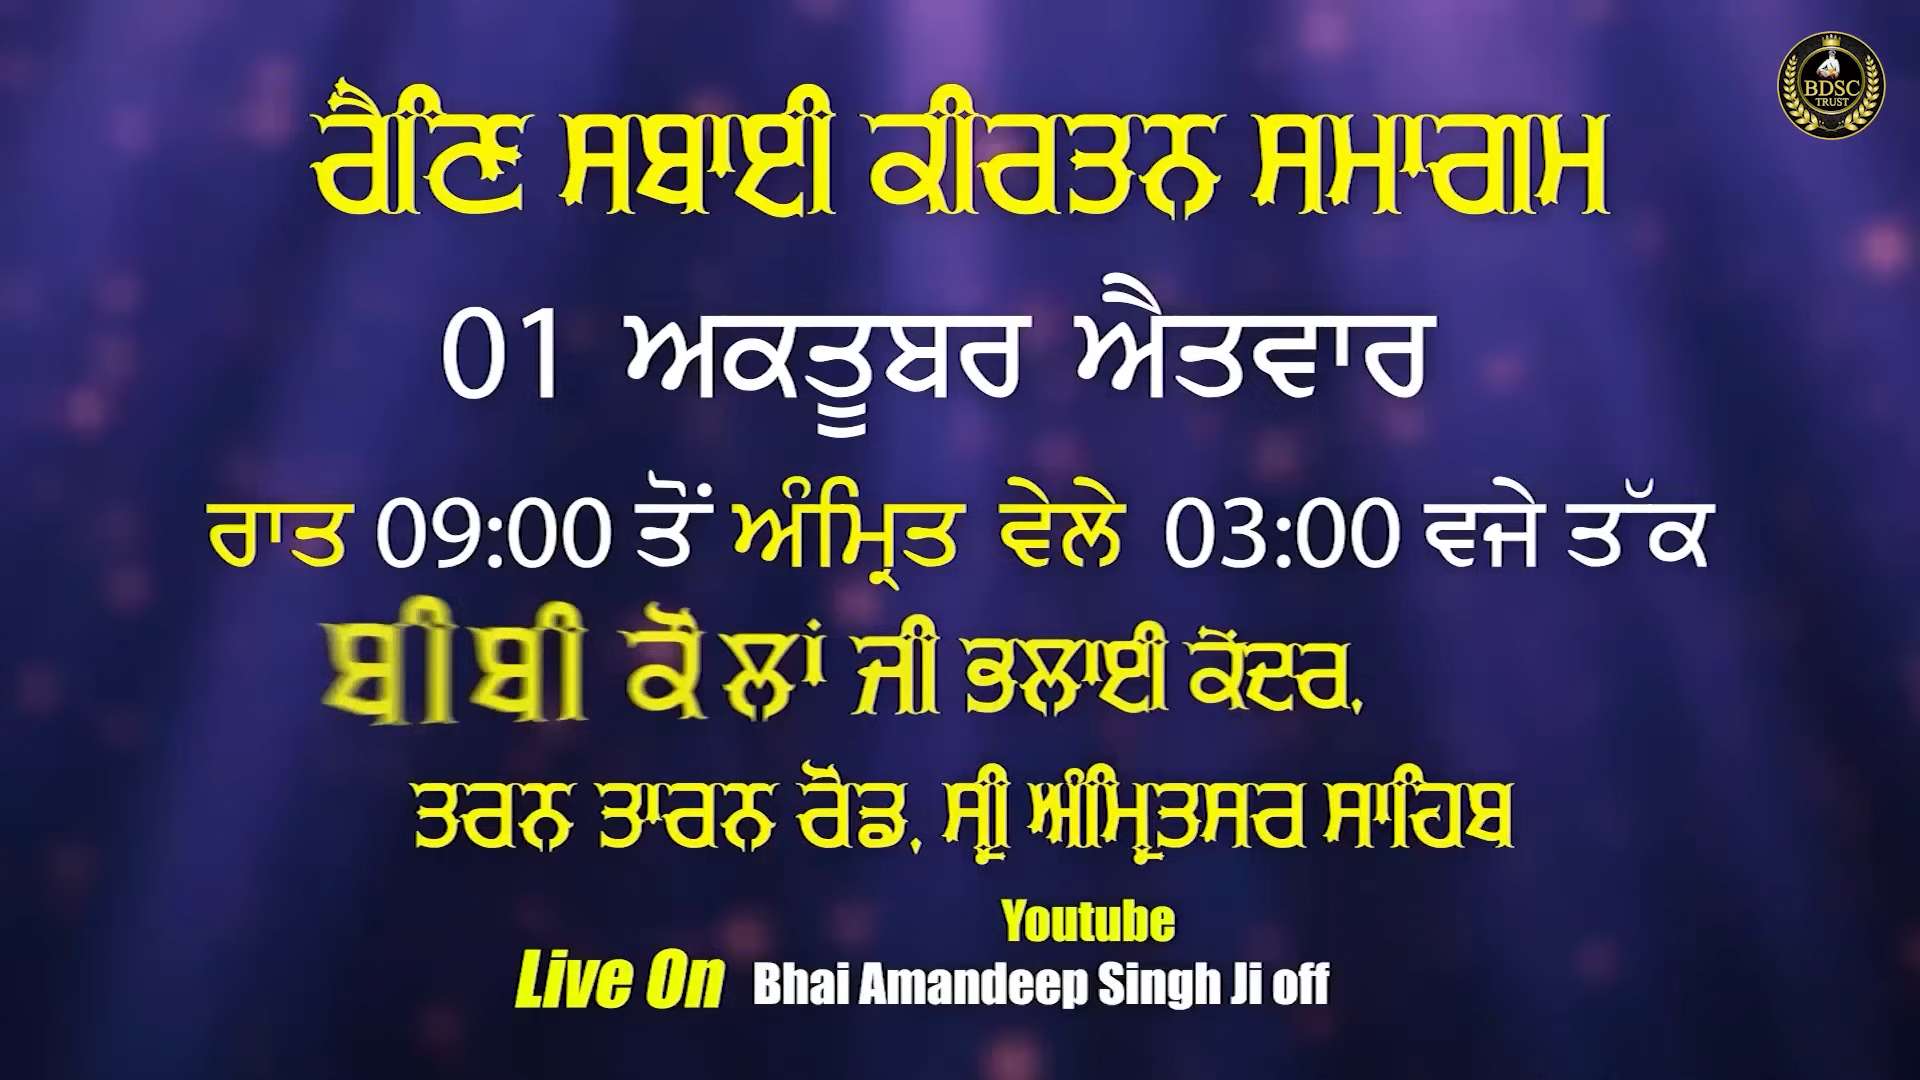 BDSC
TRUST
ਰੈਣਿ ਸਬਾਈ ਕੀਰਤਨ ਸਮਾਗਮ
01 ਅਕਤੂਬਰ ਐਤਵਾਰ
ਰਾਤ 09:00 ਤੋਂ ਅੰਮ੍ਰਿਤ ਵੇਲੇ 03:00 ਵਜੇ ਤੱਕ
ਬੀਬੀ ਕੌਲਾਂ ਜੀ ਭਲਾਈ ਕੇਂਦਰ,
ਤਰਨ ਤਾਰਨ ਰੋਡ, ਸ੍ਰੀ ਅੰਮ੍ਰਿਤਸਰ ਸਾਹਿਬ
Youtube
Live On Bhai Amandeep Singh Ji off